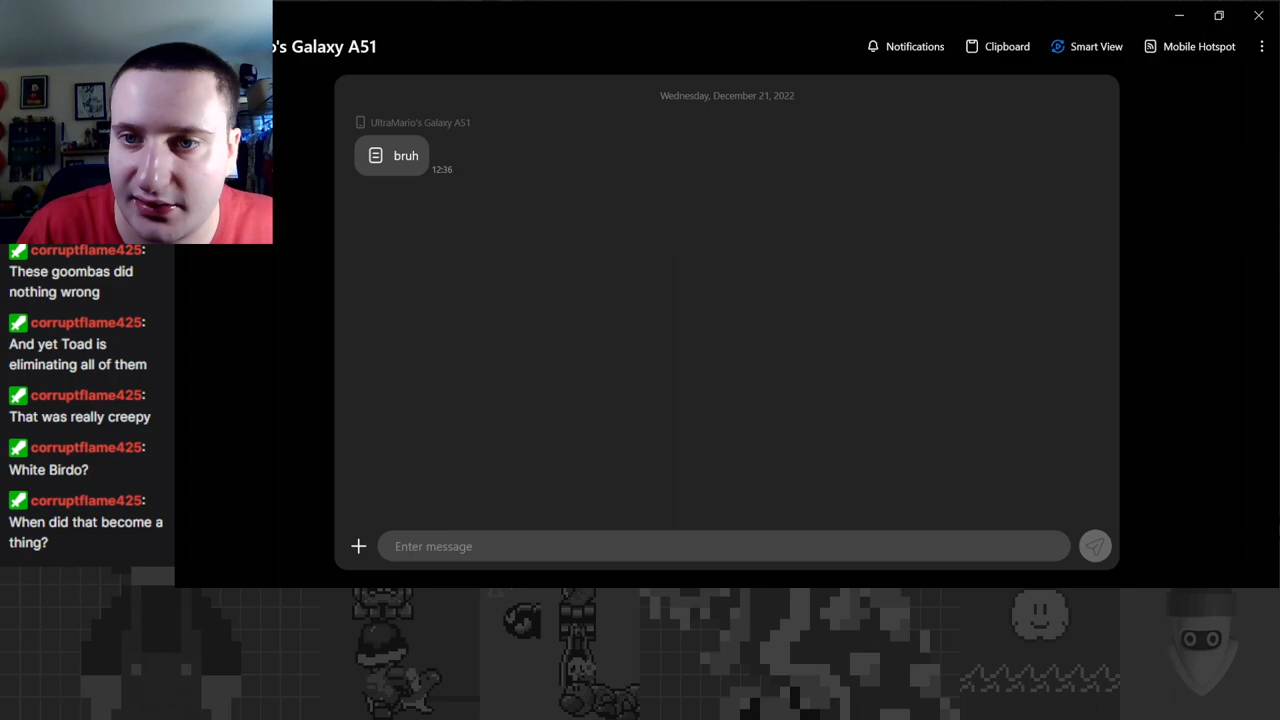 's Galaxy A51
Notifications
Clipboard
Smart View
Mobile Hotspot
Wednesday, December 21, 2022
UltraMario's Galaxy A51
bruh
12:36
corruptflame425:
These goombas did
nothing wrong
corruptflame425:
And yet Toad is
eliminating all of them
corruptflame425:
That was really creepy
corruptflame425:
White Birdo?
corruptflame425:
When did that become a
thing?
Enter message